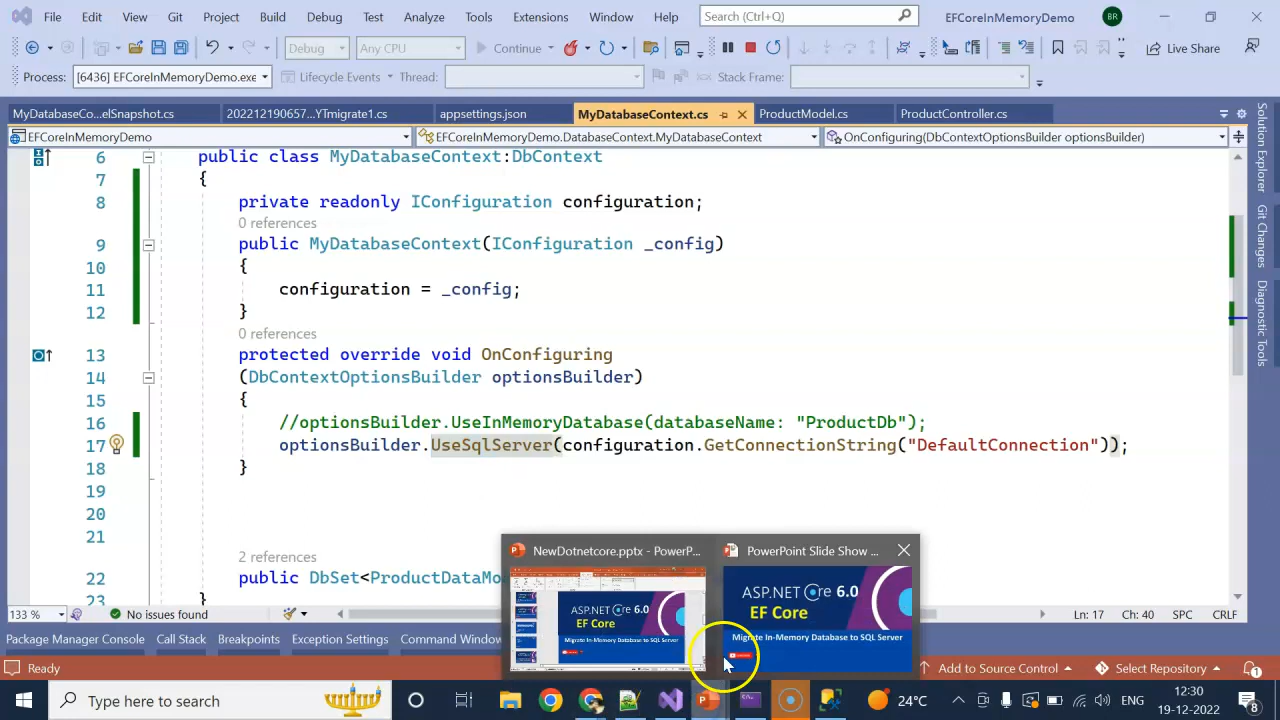 File Edit View Git Project Build Debug Test Analyze Tools Extensions Window Help Search (Ctrl+Q) EFCoreInMemoryDemo BR
Debug Any CPU Continue Live Share
Process: [6436] EFCoreInMemoryDemo.exe Lifecycle Events Thread: Stack Frame:
MyDatabaseCo...elSnapshot.cs 202212190657...YTmigrate1.cs appsettings.json MyDatabaseContext.cs ProductModel.cs ProductController.cs
EFCoreInMemoryDemo EFCoreInMemoryDemo.DatabaseContext.MyDatabaseContext OnConfiguring(DbContextOptionsBuilder optionsBuilder)
6 public class MyDatabaseContext:DbContext
7 {
8 private readonly IConfiguration configuration;
0 references
9 public MyDatabaseContext(IConfiguration _config)
10 {
11 configuration = _config;
12 }
0 references
13 protected override void OnConfiguring
14 (DbContextOptionsBuilder optionsBuilder)
15 {
16 //optionsBuilder.UseInMemoryDatabase(databaseName: "ProductDb");
17 optionsBuilder.UseSqlServer(configuration.GetConnectionString("DefaultConnection"));
18 }
19
20
21
2 references
22 public DbSet<ProductDataMo
23 }
Solution Explorer
Git Changes
Diagnostic Tools
NewDotnetcore.pptx - PowerP... PowerPoint Slide Show ...
ASP.NET Core 6.0
EF Core
Migrate In-Memory Database to SQL Server
ASP.NET Core 6.0
EF Core
Migrate In-Memory Database to SQL Server
133 % No issues found Ln: 17 Ch: 40 SPC CRLF
Package Manager Console Call Stack Breakpoints Exception Settings Command Window
Ready Add to Source Control Select Repository 1
Type here to search 24°C ENG 12:30
19-12-2022 8